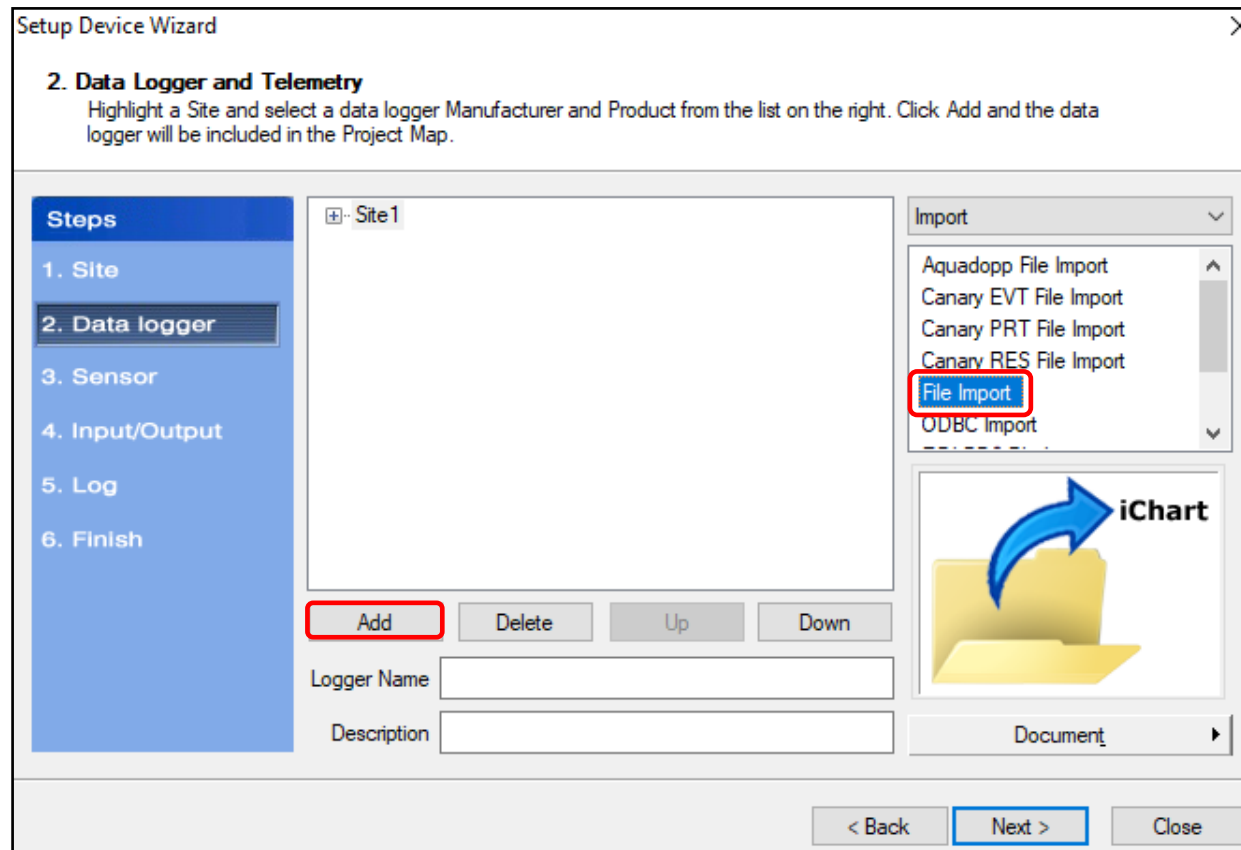 Setup Device Wizard
2. Data Logger and Telemetry
Highlight a Site and select a data logger Manufacturer and Product from the list on the right. Click Add and the data
logger will be included in the Project Map.
Steps
1. Site
2. Data logger
3. Sensor
4. Input/Output
5. Log
6. Finish
Site1
Import
Aquadopp File Import
Canary EVT File Import
Canary PRT File Import
Canary RES File Import
File Import
ODBC Import
iChart
Add
Delete
Up
Down
Logger Name
Description
Document
< Back
Next >
Close